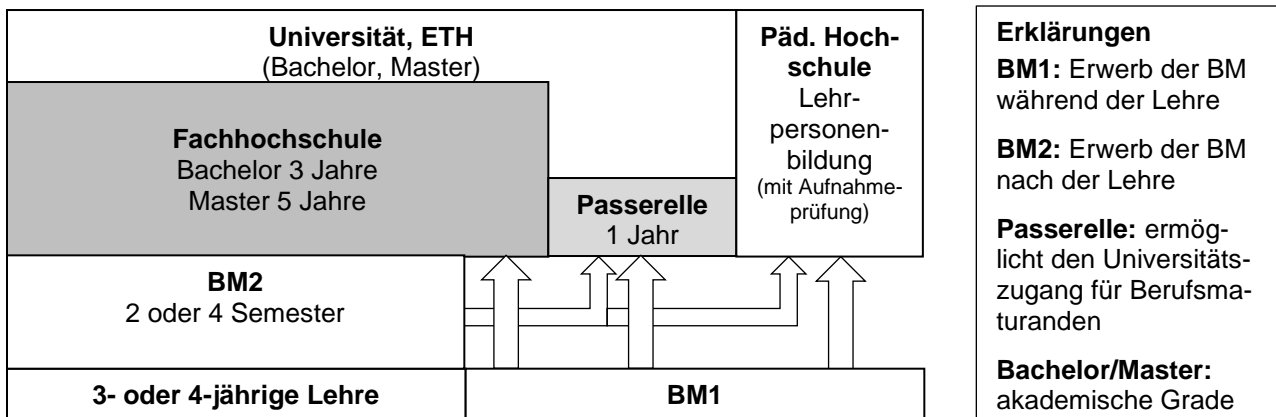 Universität, ETH
(Bachelor, Master)
Päd. Hoch-
schule
Lehr-
personen-
bildung
(mit Aufnahme-
prüfung)
Fachhochschule
Bachelor 3 Jahre
Master 5 Jahre
Passerelle
1 Jahr
BM2
2 oder 4 Semester
3- oder 4-jährige Lehre
BM1
Erklärungen
BM1: Erwerb der BM
während der Lehre
BM2: Erwerb der BM
nach der Lehre
Passerelle: ermög-
licht den Universitäts-
zugang für Berufsma-
turanden
Bachelor/Master:
akademische Grade